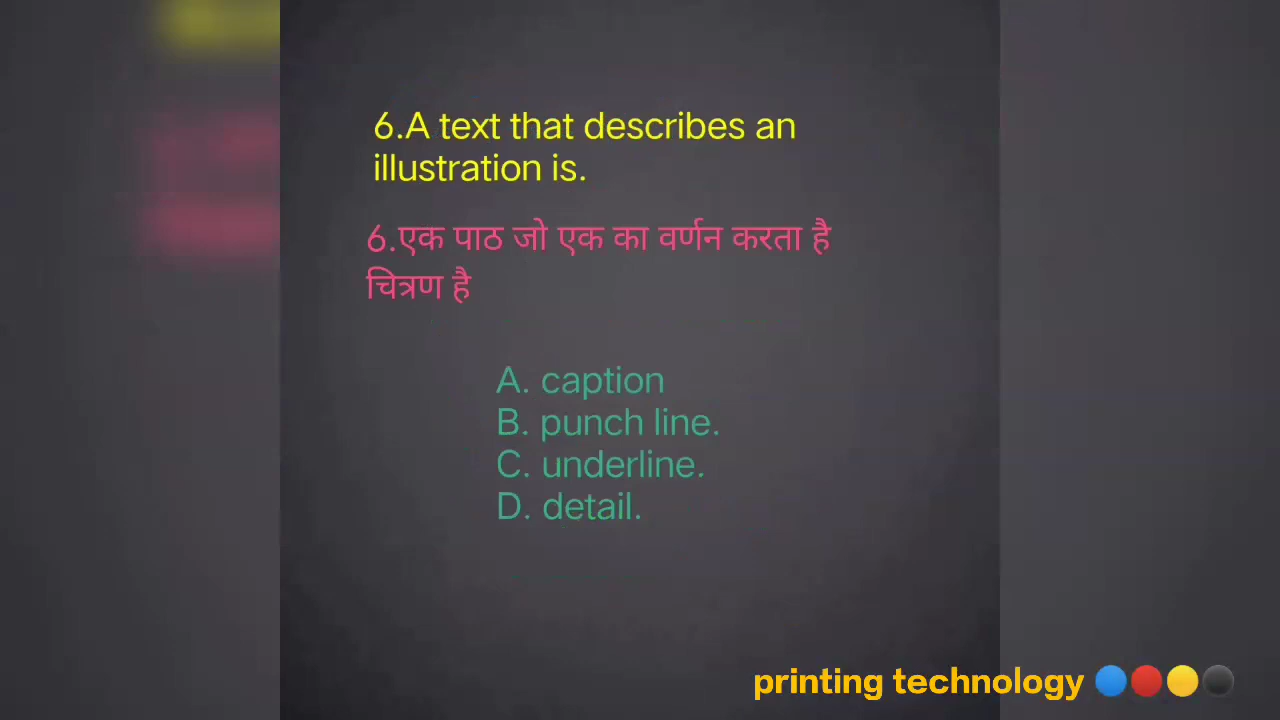 6.A text that describes an
illustration is.
6.एक पाठ जो एक का वर्णन करता है
चित्रण है
A. caption
B. punch line.
C. underline.
D. detail.
printing technology